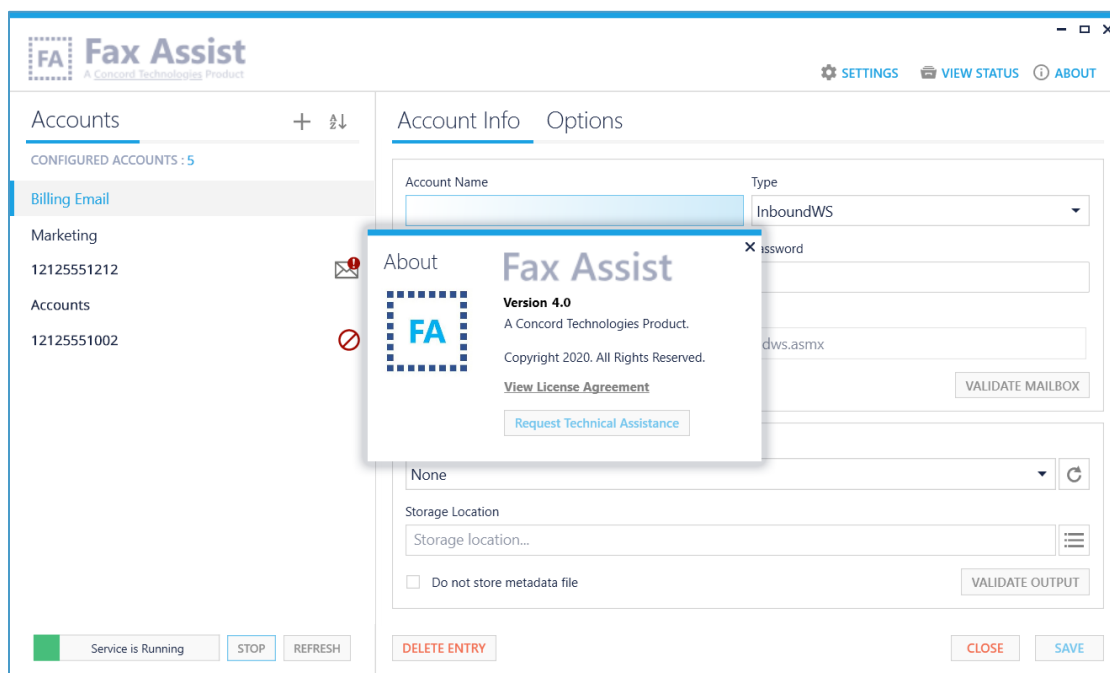 FA
Fax Assist
A Concord Technologies Product
SETTINGS
VIEW STATUS
ABOUT
Accounts
CONFIGURED ACCOUNTS : 5
Billing Email
Marketing
12125551212
Accounts
12125551002
Service is Running
STOP
REFRESH
Account Info
Options
Account Name
Type
InboundWS
About
Fax Assist
FA
Version 4.0
A Concord Technologies Product.
Copyright 2020. All Rights Reserved.
View License Agreement
Request Technical Assistance
dws.asmx
VALIDATE MAILBOX
None
Storage Location
Storage location...
Do not store metadata file
VALIDATE OUTPUT
DELETE ENTRY
CLOSE
SAVE